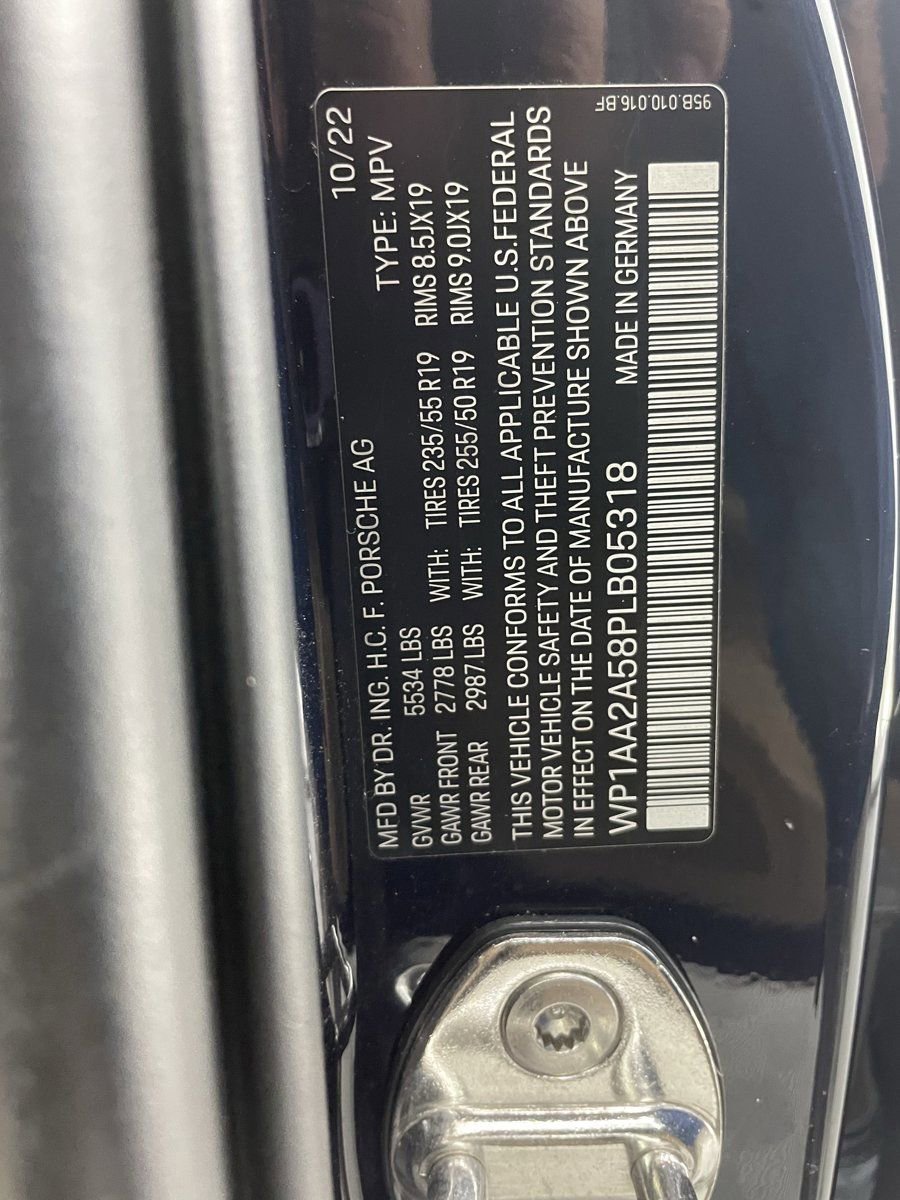 10/22
MFD BY DR. ING. H.C. F. PORSCHE AG TYPE: MPV
GVWR 5534 LBS
GAWR FRONT 2778 LBS WITH: TIRES 235/55 R19 RIMS 8.5JX19
GAWR REAR 2987 LBS WITH: TIRES 255/50 R19 RIMS 9.0JX19
THIS VEHICLE CONFORMS TO ALL APPLICABLE U.S.FEDERAL
MOTOR VEHICLE SAFETY AND THEFT PREVENTION STANDARDS
IN EFFECT ON THE DATE OF MANUFACTURE SHOWN ABOVE
WP1AA2A58PLB05318 MADE IN GERMANY
95B.010.016.BF